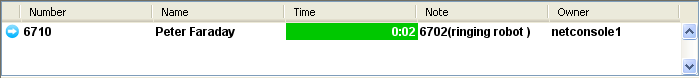 Number Name Time Note Owner
6710 Peter Faraday 0:02 6702(ringing robot ) netconsole1